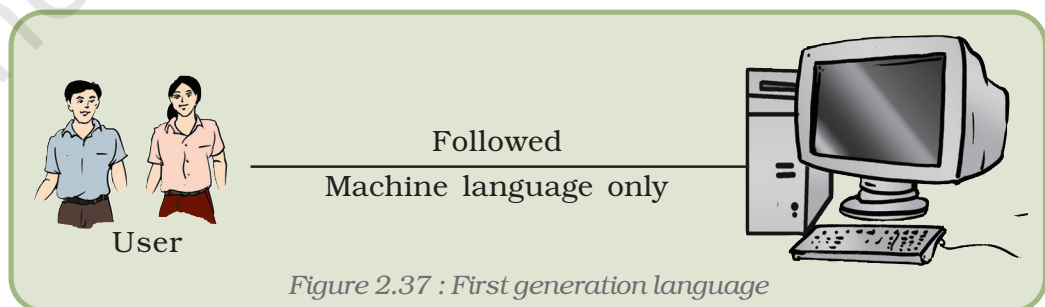 Followed
Machine language only
User
Figure 2.37 : First generation language